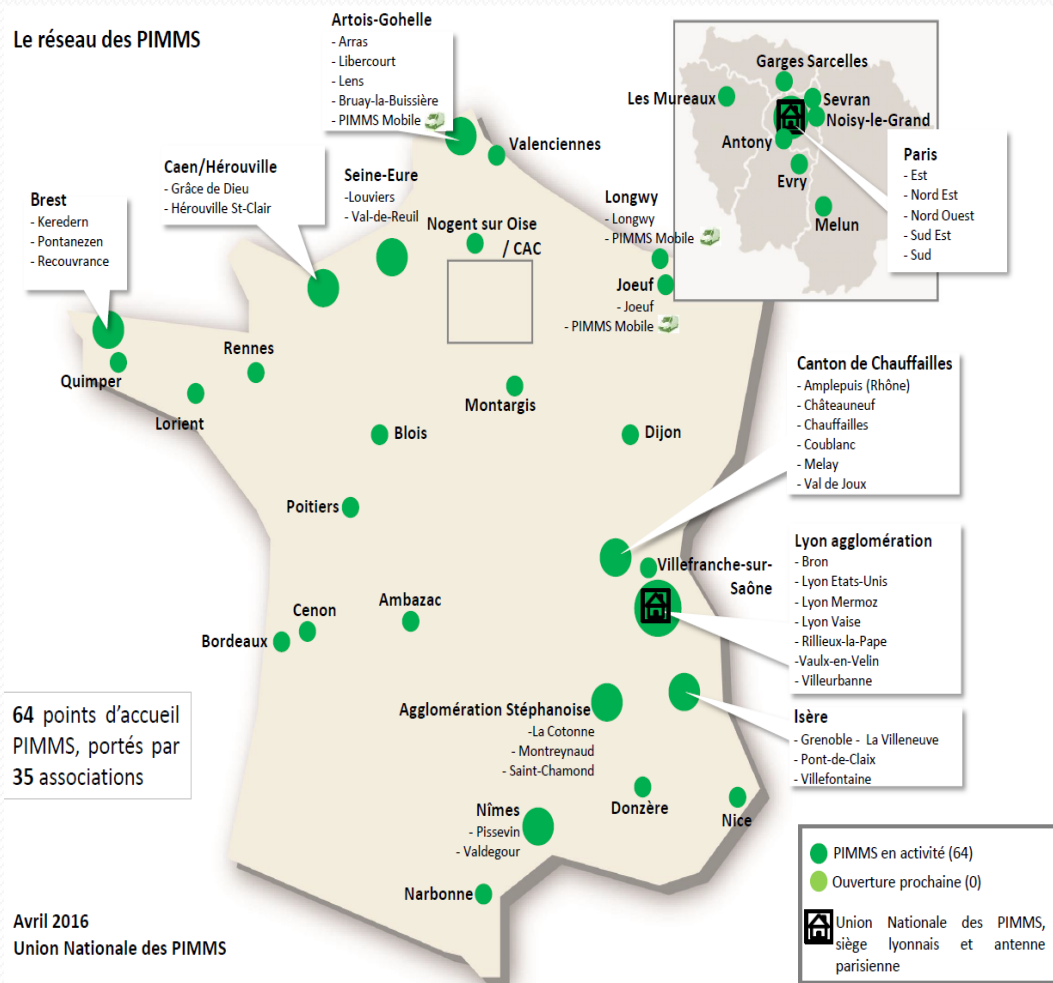 Le réseau des PIMMS
Artois-Gohelle
- Arras
- Libercourt
- Lens
- Bruay-la-Buissière
- PIMMS Mobile
Valenciennes
Caen/Hérouville
- Grâce de Dieu
- Hérouville St-Clair
Seine-Eure
-Louviers
- Val-de-Reuil
Nogent sur Oise
/ CAC
Brest
- Keredern
- Pontanezen
- Recouvrance
Longwy
- Longwy
- PIMMS Mobile
Joeuf
- Joeuf
- PIMMS Mobile
Garges Sarcelles
Les Mureaux
Sevran
Noisy-le-Grand
Antony
Evry
Melun
Paris
- Est
- Nord Est
- Nord Ouest
- Sud Est
- Sud
Quimper
Lorient
Rennes
Montargis
Blois
Dijon
Poitiers
Canton de Chauffailles
- Amplepuis (Rhône)
- Châteauneuf
- Chauffailles
- Coublanc
- Melay
- Val de Joux
Villefranche-sur-
Saône
Lyon agglomération
- Bron
- Lyon Etats-Unis
- Lyon Mermoz
- Lyon Vaise
- Rillieux-la-Pape
-Vaulx-en-Velin
- Villeurbanne
Ambazac
Cenon
Bordeaux
64 points d'accueil
PIMMS, portés par
35 associations
Agglomération Stéphanoise
-La Cotonne
- Montreynaud
- Saint-Chamond
Isère
- Grenoble - La Villeneuve
- Pont-de-Claix
- Villefontaine
Donzère
Nice
Nîmes
- Pissevin
- Valdegour
Narbonne
PIMMS en activité (64)
Ouverture prochaine (0)
Union Nationale des PIMMS,
siège lyonnais et antenne
parisienne
Avril 2016
Union Nationale des PIMMS